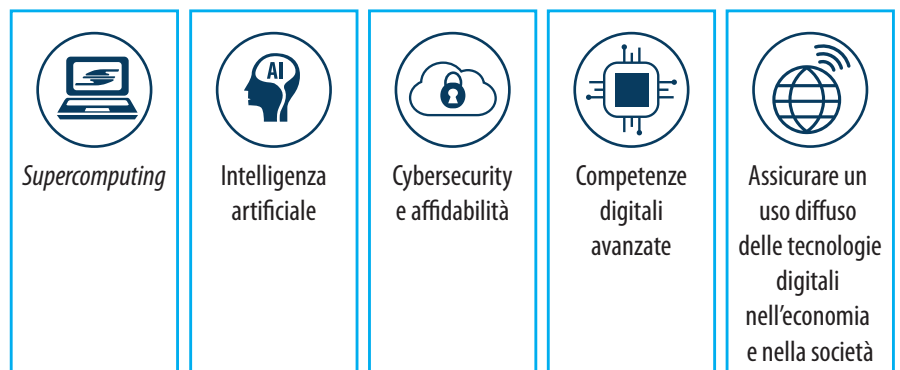 Supercomputing
AI
Intelligenza
artificiale
Cybersecurity
e affidabilità
Competenze
digitali
avanzate
Assicurare un
uso diffuso
delle tecnologie
digitali
nell'economia
e nella società